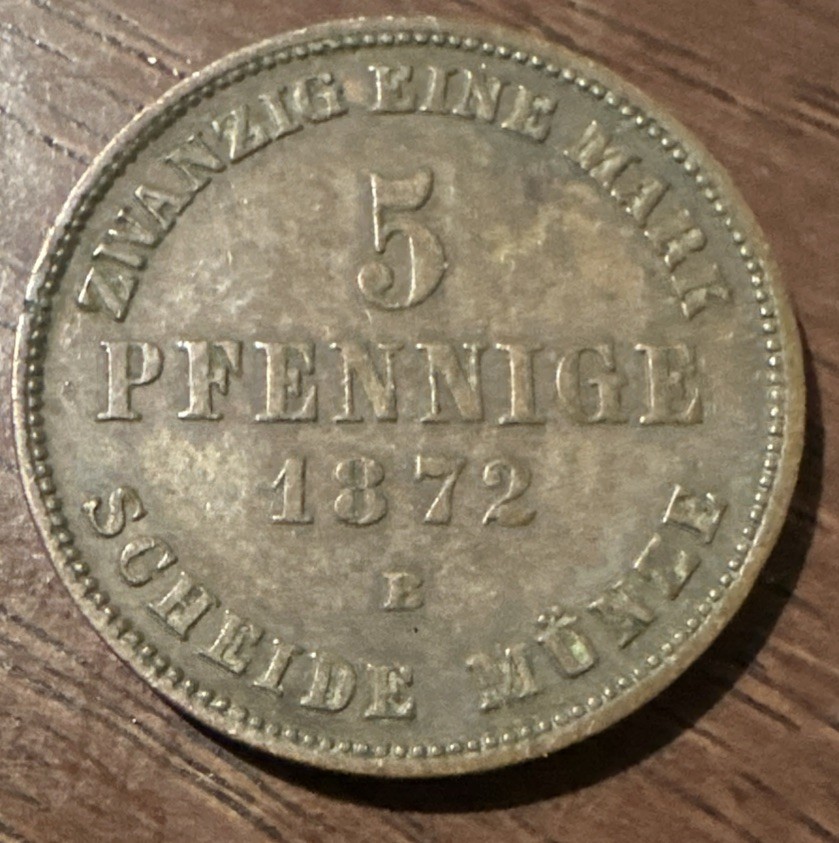 ZWANZIG EINE MARK
5
PFENNIGE
1872
B
SCHEIDE MÜNZE